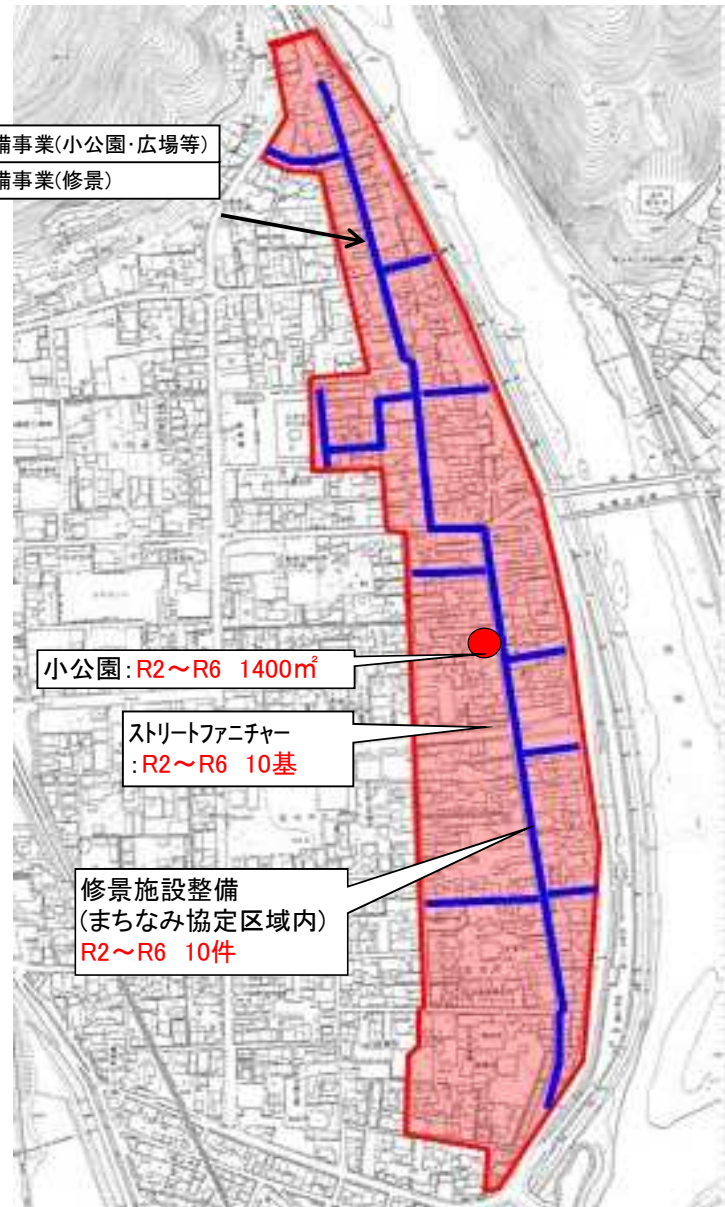 備事業(小公園・広場等)
備事業(修景)
小公園：R2～R6 1400㎡
ストリートファニチャー
：R2～R6 10基
修景施設整備
(まちなみ協定区域内)
R2～R6 10件